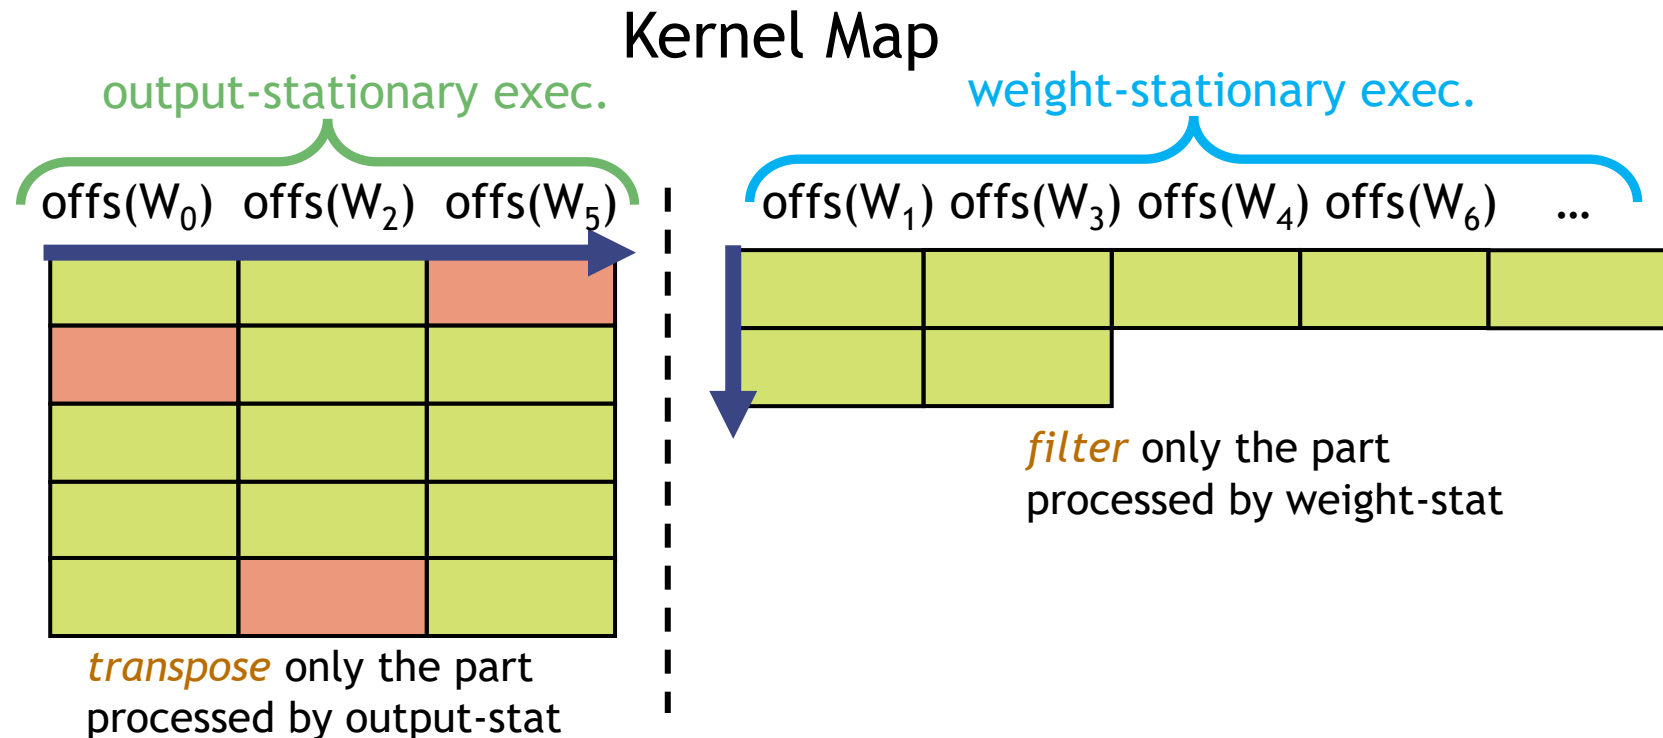 Kernel Map
output-stationary exec.
weight-stationary exec.
offs(W₀) offs(W₂) offs(W₅)
offs(W₁) offs(W₃) offs(W₄) offs(W₆) ...
filter only the part
processed by weight-stat
transpose only the part
processed by output-stat